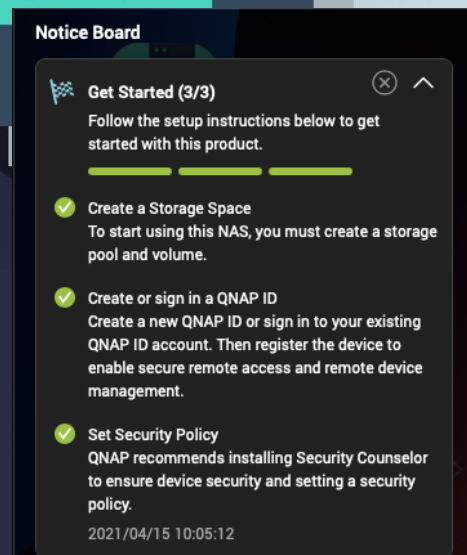 Notice Board
Get Started (3/3)
Follow the setup instructions below to get
started with this product.
Create a Storage Space
To start using this NAS, you must create a storage
pool and volume.
Create or sign in a QNAP ID
Create a new QNAP ID or sign in to your existing
QNAP ID account. Then register the device to
enable secure remote access and remote device
management.
Set Security Policy
QNAP recommends installing Security Counselor
to ensure device security and setting a security
policy.
2021/04/15 10:05:12